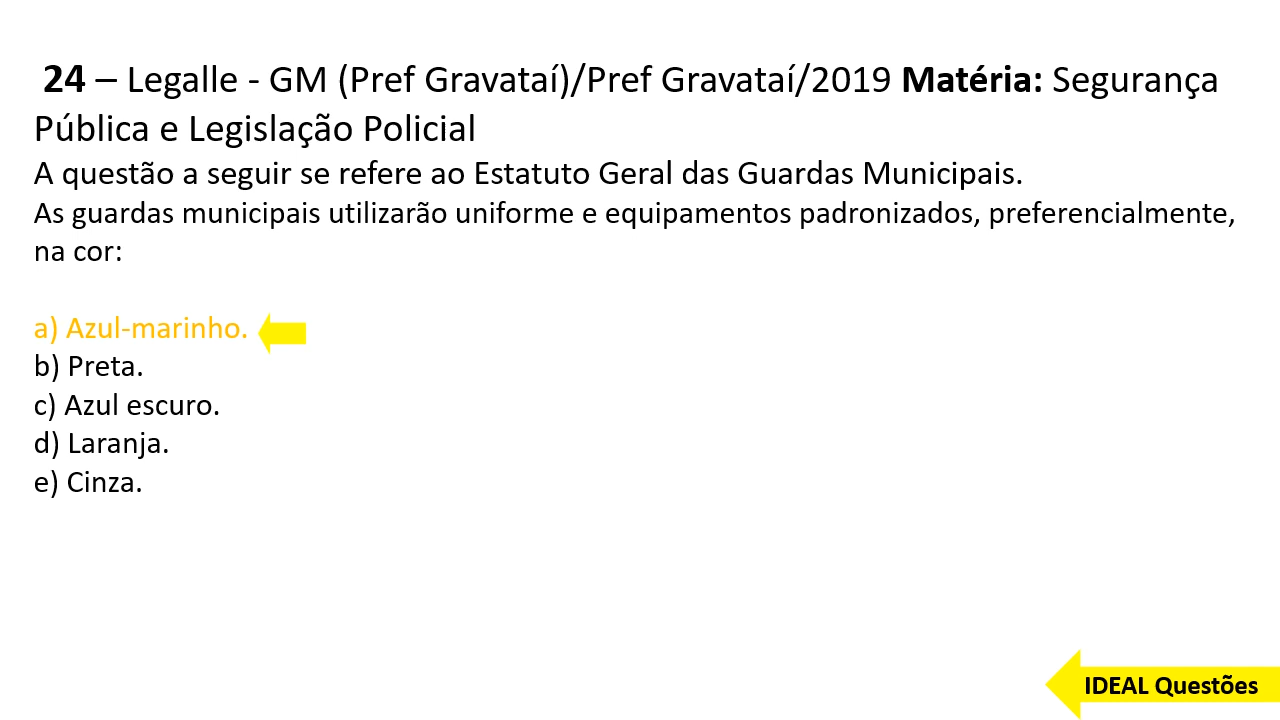 24 – Legalle - GM (Pref Gravataí)/Pref Gravataí/2019 Matéria: Segurança
Pública e Legislação Policial
A questão a seguir se refere ao Estatuto Geral das Guardas Municipais.
As guardas municipais utilizarão uniforme e equipamentos padronizados, preferencialmente,
na cor:
a) Azul-marinho.
b) Preta.
c) Azul escuro.
d) Laranja.
e) Cinza.
IDEAL Questões